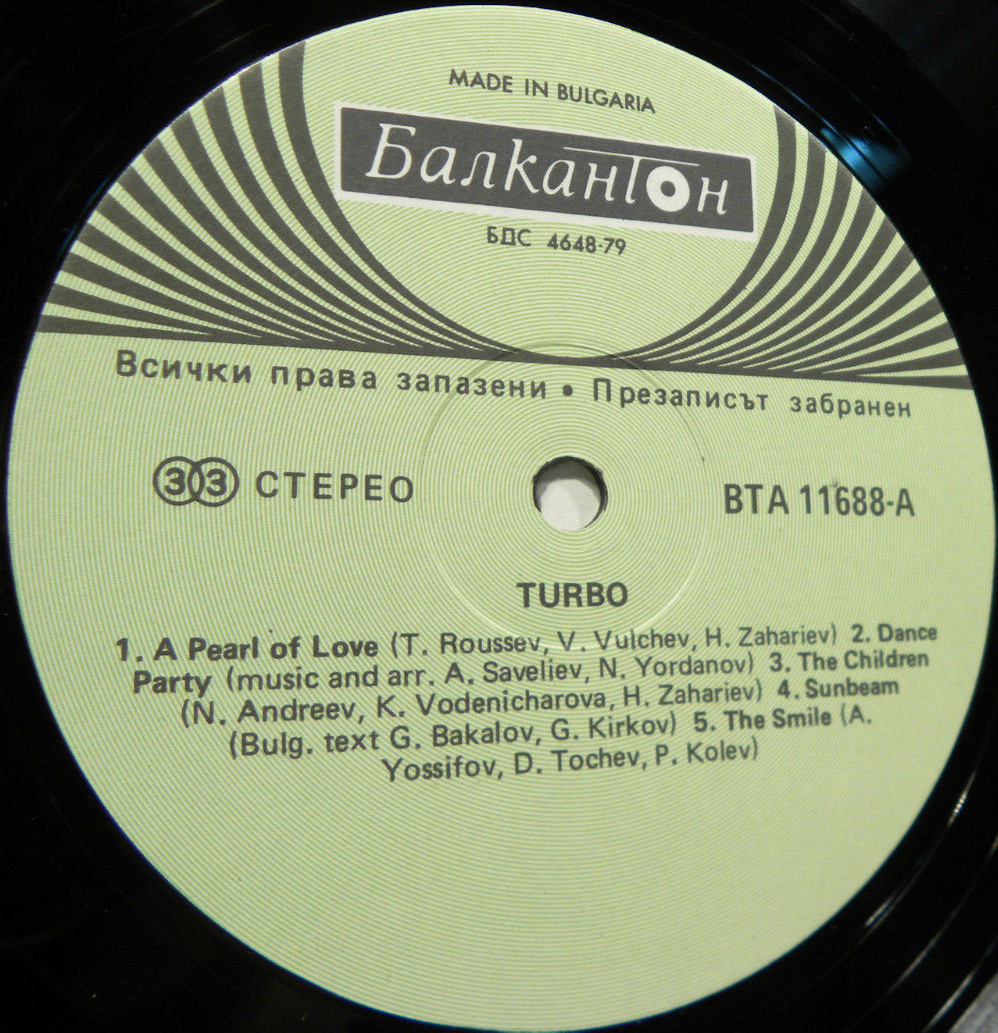 MADE IN BULGARIA
Балкантон
БДС 4648-79
Всички права запазени • Презаписът забранен
33 СТЕРЕО
ВТА 11688-А
TURBO
1. A Pearl of Love (T. Roussev, V. Vulchev, H. Zahariev) 2. Dance
Party (music and arr. A. Saveliev, N. Yordanov) 3. The Children
(N. Andreev, K. Vodenicharova, H. Zahariev) 4. Sunbeam
(Bulg. text G. Bakalov, G. Kirkov) 5. The Smile (A.
Yossifov, D. Tochev, P. Kolev)